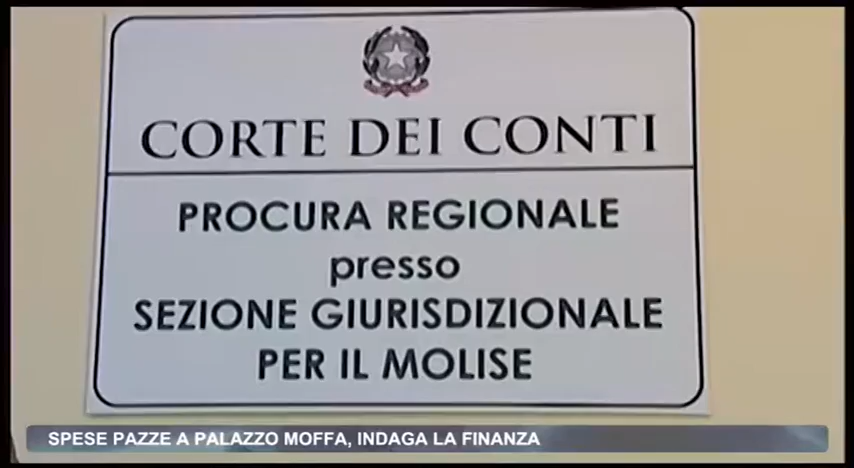 CORTE DEI CONTI
PROCURA REGIONALE
presso
SEZIONE GIURISDIZIONALE
PER IL MOLISE
SPESE PAZZE A PALAZZO MOFFA, INDAGA LA FINANZA